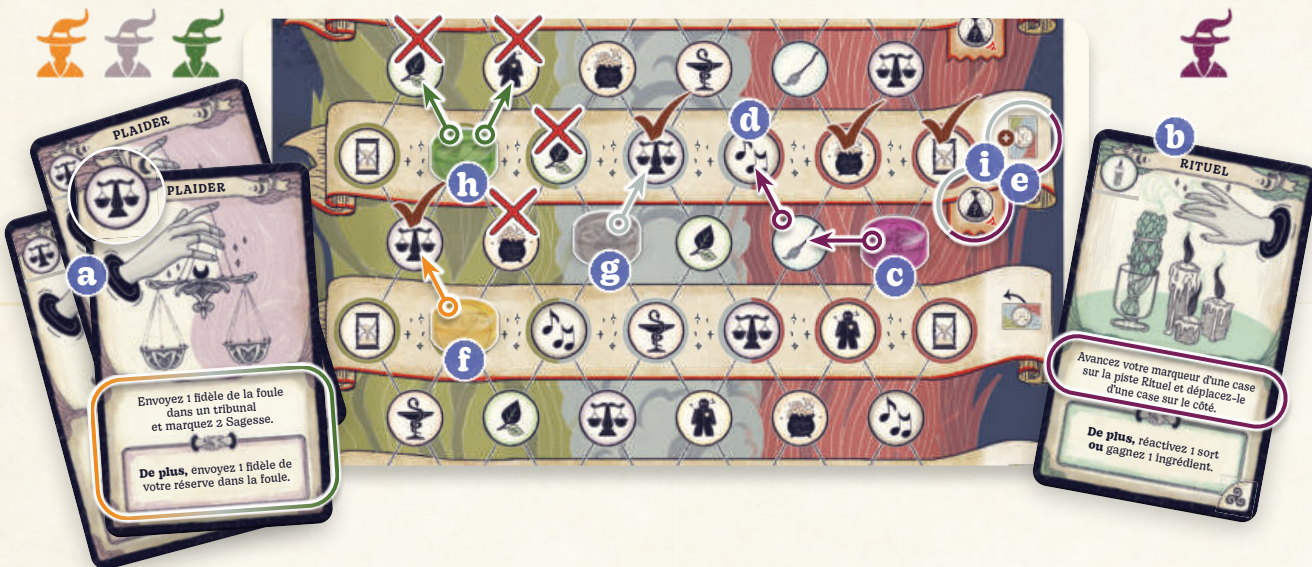 PLAIDER
PLAIDER
a
Envoyez 1 fidèle de la foule
dans un tribunal
et marquez 2 Sagesse.
De plus, envoyez 1 fidèle de
votre réserve dans la foule.
d
h
i
e
g
c
f
b
RITUEL
Avancez votre marqueur d'une case
sur la piste Rituel et déplacez-le
d'une case sur le côté.
De plus, réactivez 1 sort
ou gagnez 1 ingrédient.